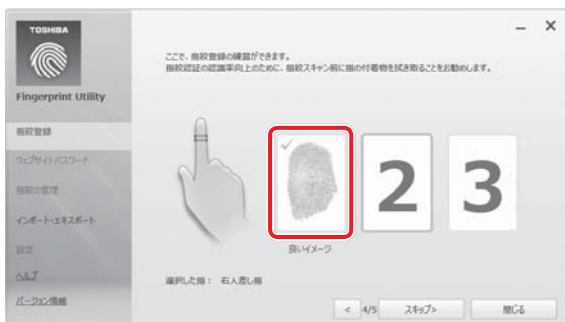 TOSHIBA
Fingerprint Utility
指紋登録
ウェブサイト/パスワード
指紋の管理
インポート・エキスポート
設定
ヘルプ
バージョン情報
ここで、指紋登録の練習ができます。
指紋認証の認識率向上のために、指紋スキャン前に指の付着物を拭き取ることをお勧めします。
2
3
良いイメージ
選択した指： 右人差し指
< 4/5 スキップ> 閉じる